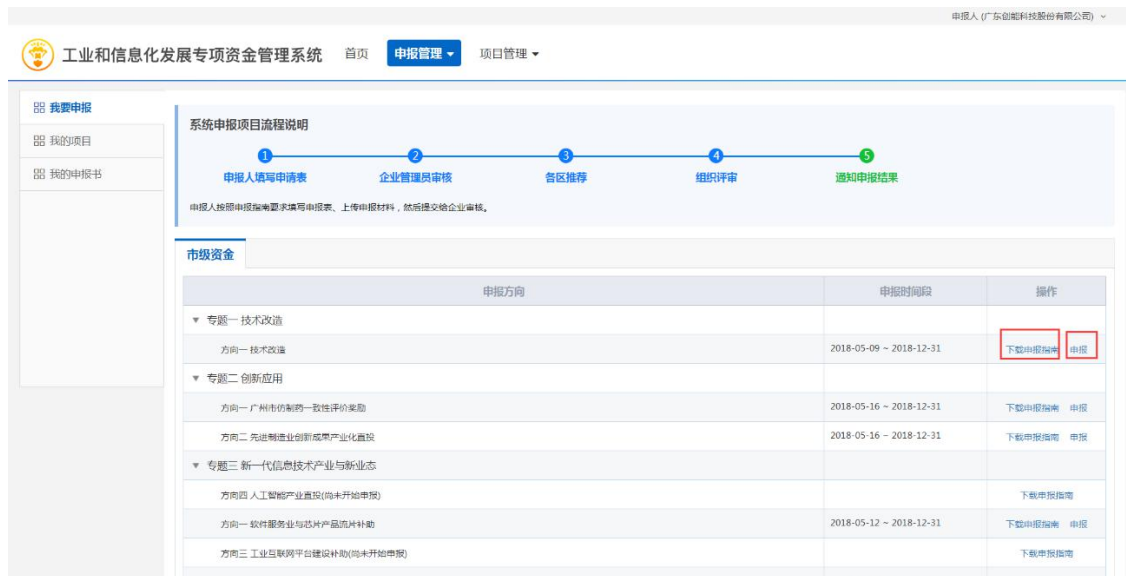 申报人 (广东创能科技股份有限公司)
工业和信息化发展专项资金管理系统 首页 申报管理 项目管理
我要申报
我的项目
我的申报书
系统申报项目流程说明
1 2 3 4 5
申报人填写申请表 企业管理员审核 各区推荐 组织评审 通知申报结果
申报人按照申报指南要求填写申报表、上传申报材料，然后提交给企业审核。
市级资金
申报方向 申报时间段 操作
专题一 技术改造
方向一 技术改造 2018-05-09 ~ 2018-12-31 下载申报指南 申报
专题二 创新应用
方向一 广州市仿制药一致性评价奖励 2018-05-16 ~ 2018-12-31 下载申报指南 申报
方向二 先进制造业创新成果产业化直投 2018-05-16 ~ 2018-12-31 下载申报指南 申报
专题三 新一代信息技术产业与新业态
方向四 人工智能产业直投(尚未开始申报) 下载申报指南
方向一 软件服务业与芯片产品流片补助 2018-05-12 ~ 2018-12-31 下载申报指南 申报
方向三 工业互联网平台建设补助(尚未开始申报) 下载申报指南